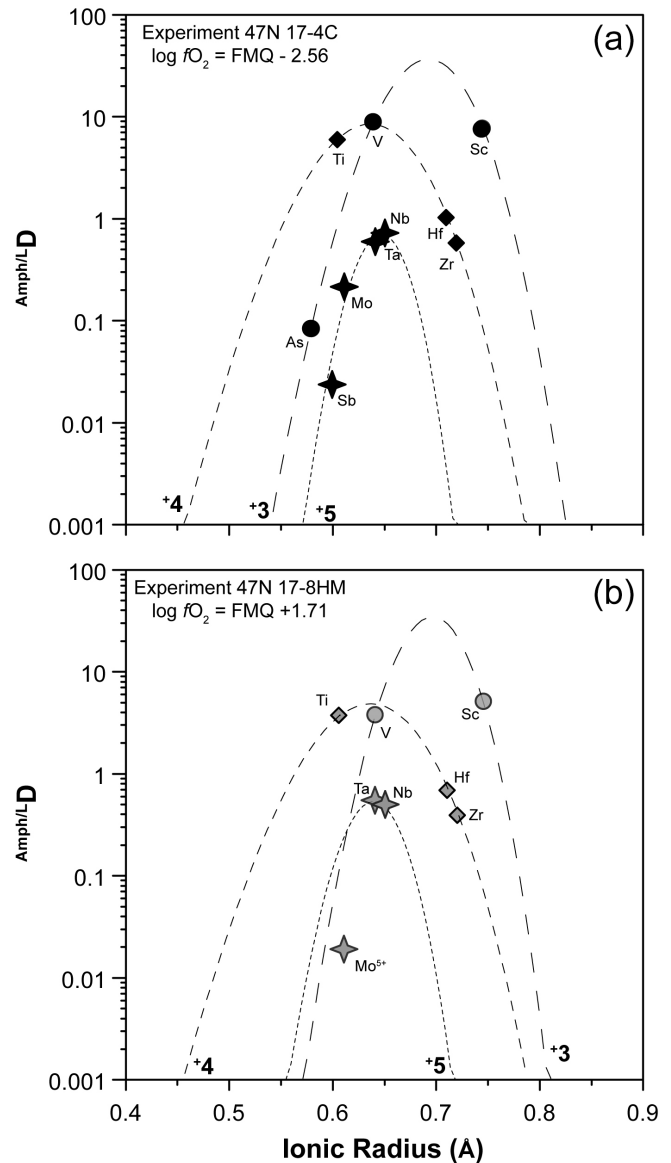 100
10
1
0.1
0.01
0.001
Amph/LD
Experiment 47N 17-4C
log fO2 = FMQ - 2.56
(a)
Ti
V
Sc
Nb
Ta
Hf
Zr
Mo
As
Sb
+4
+3
+5
100
10
1
0.1
0.01
0.001
Amph/LD
Experiment 47N 17-8HM
log fO2 = FMQ +1.71
(b)
Ti
V
Sc
Ta
Nb
Hf
Zr
Mo5+
+4
+5
+3
0.4 0.5 0.6 0.7 0.8 0.9
Ionic Radius (Å)